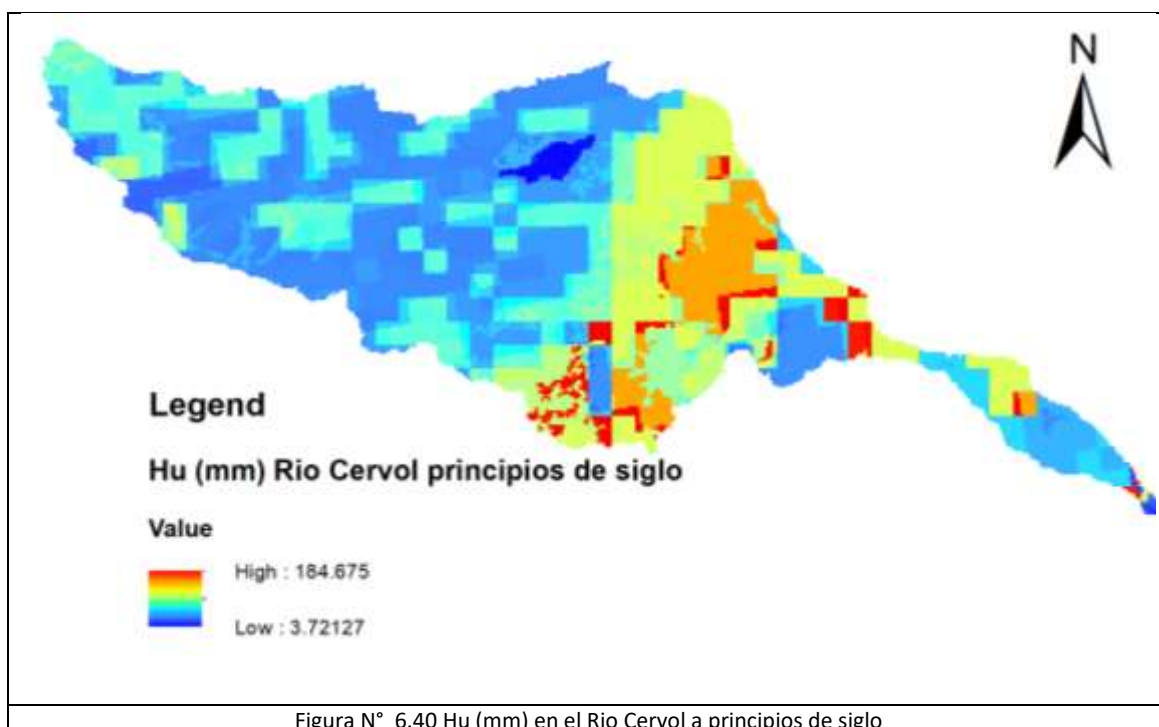 N
Legend
Hu (mm) Rio Cervol principios de siglo
Value
High : 184.675
Low : 3.72127
Figura N° 6.40 Hu (mm) en el Rio Cervol a principios de siglo